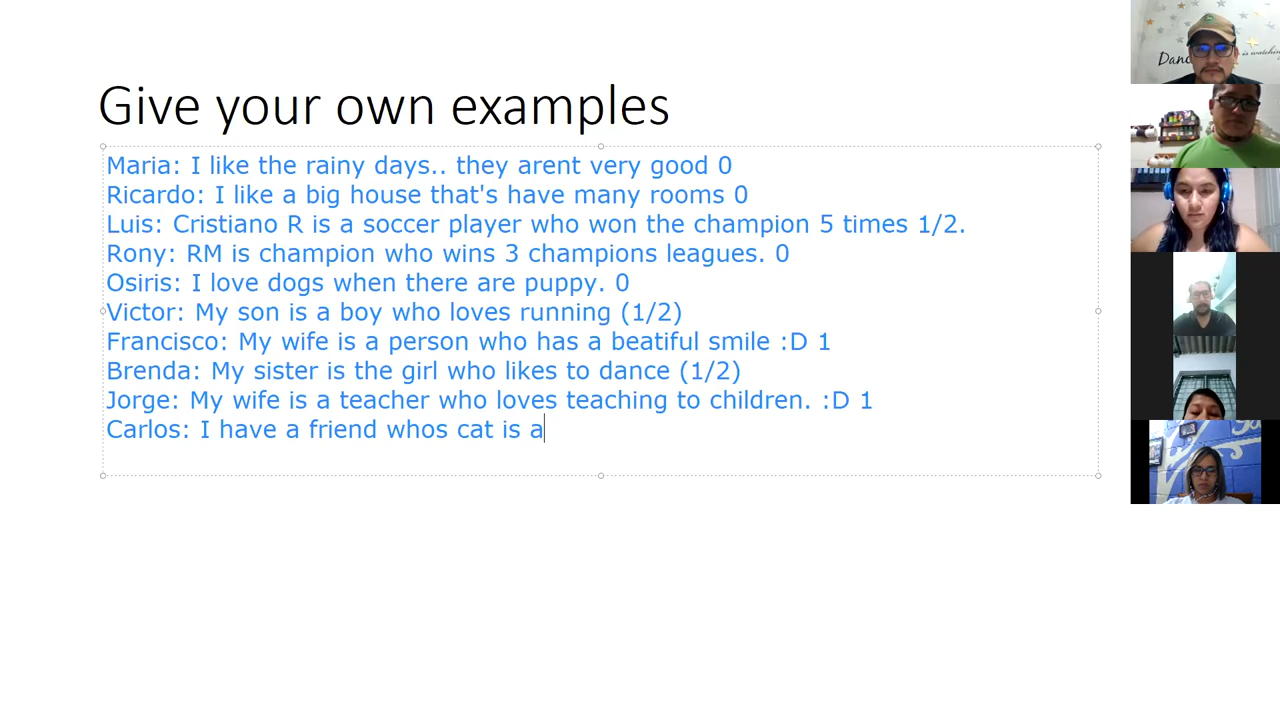 Give your own examples
Maria: I like the rainy days.. they arent very good 0
Ricardo: I like a big house that's have many rooms 0
Luis: Cristiano R is a soccer player who won the champion 5 times 1/2.
Rony: RM is champion who wins 3 champions leagues. 0
Osiris: I love dogs when there are puppy. 0
Victor: My son is a boy who loves running (1/2)
Francisco: My wife is a person who has a beatiful smile :D 1
Brenda: My sister is the girl who likes to dance (1/2)
Jorge: My wife is a teacher who loves teaching to children. :D 1
Carlos: I have a friend whos cat is a
is watching